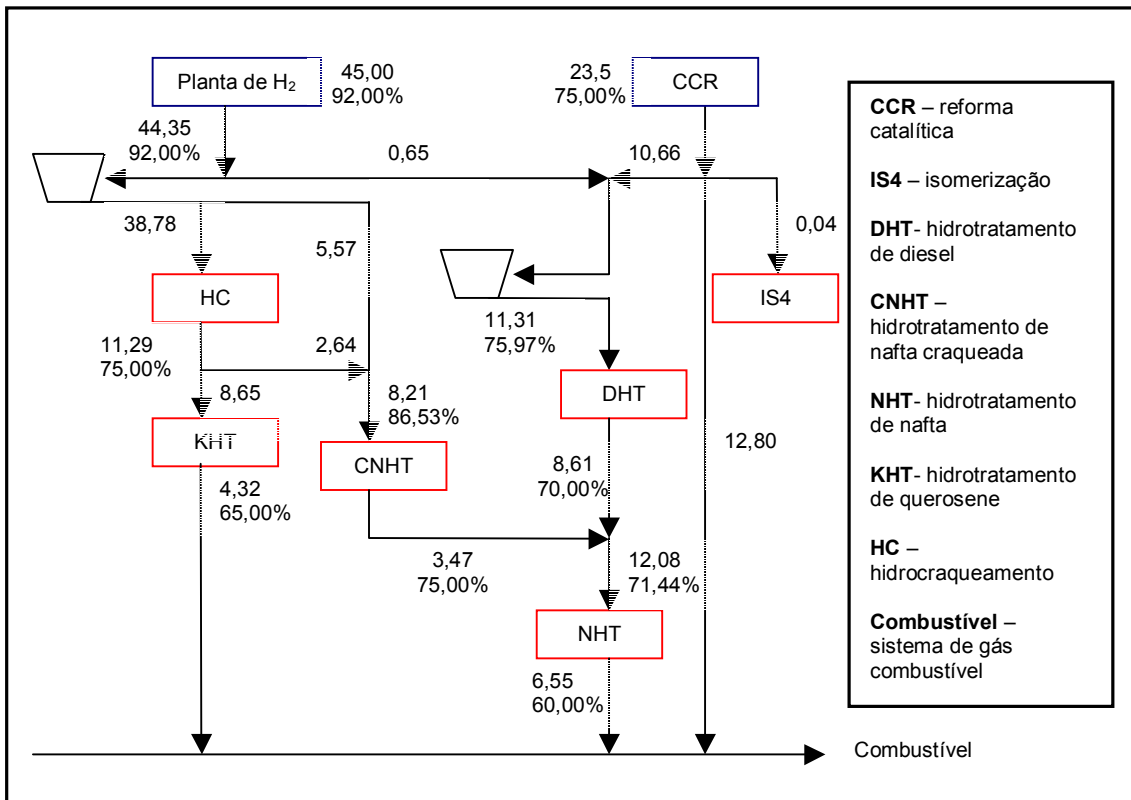 Planta de H₂
45,00
92,00%
23,5
75,00%
CCR
44,35
92,00%
0,65
10,66
38,78
5,57
0,04
HC
IS4
11,29
75,00%
2,64
11,31
75,97%
8,65
8,21
86,53%
DHT
KHT
CNHT
12,80
4,32
65,00%
8,61
70,00%
3,47
75,00%
12,08
71,44%
NHT
6,55
60,00%
Combustível
CCR – reforma
catalítica
IS4 – isomerização
DHT- hidrotratamento
de diesel
CNHT –
hidrotratamento de
nafta craqueada
NHT- hidrotratamento
de nafta
KHT- hidrotratamento
de querosene
HC –
hidrocraqueamento
Combustível –
sistema de gás
combustível